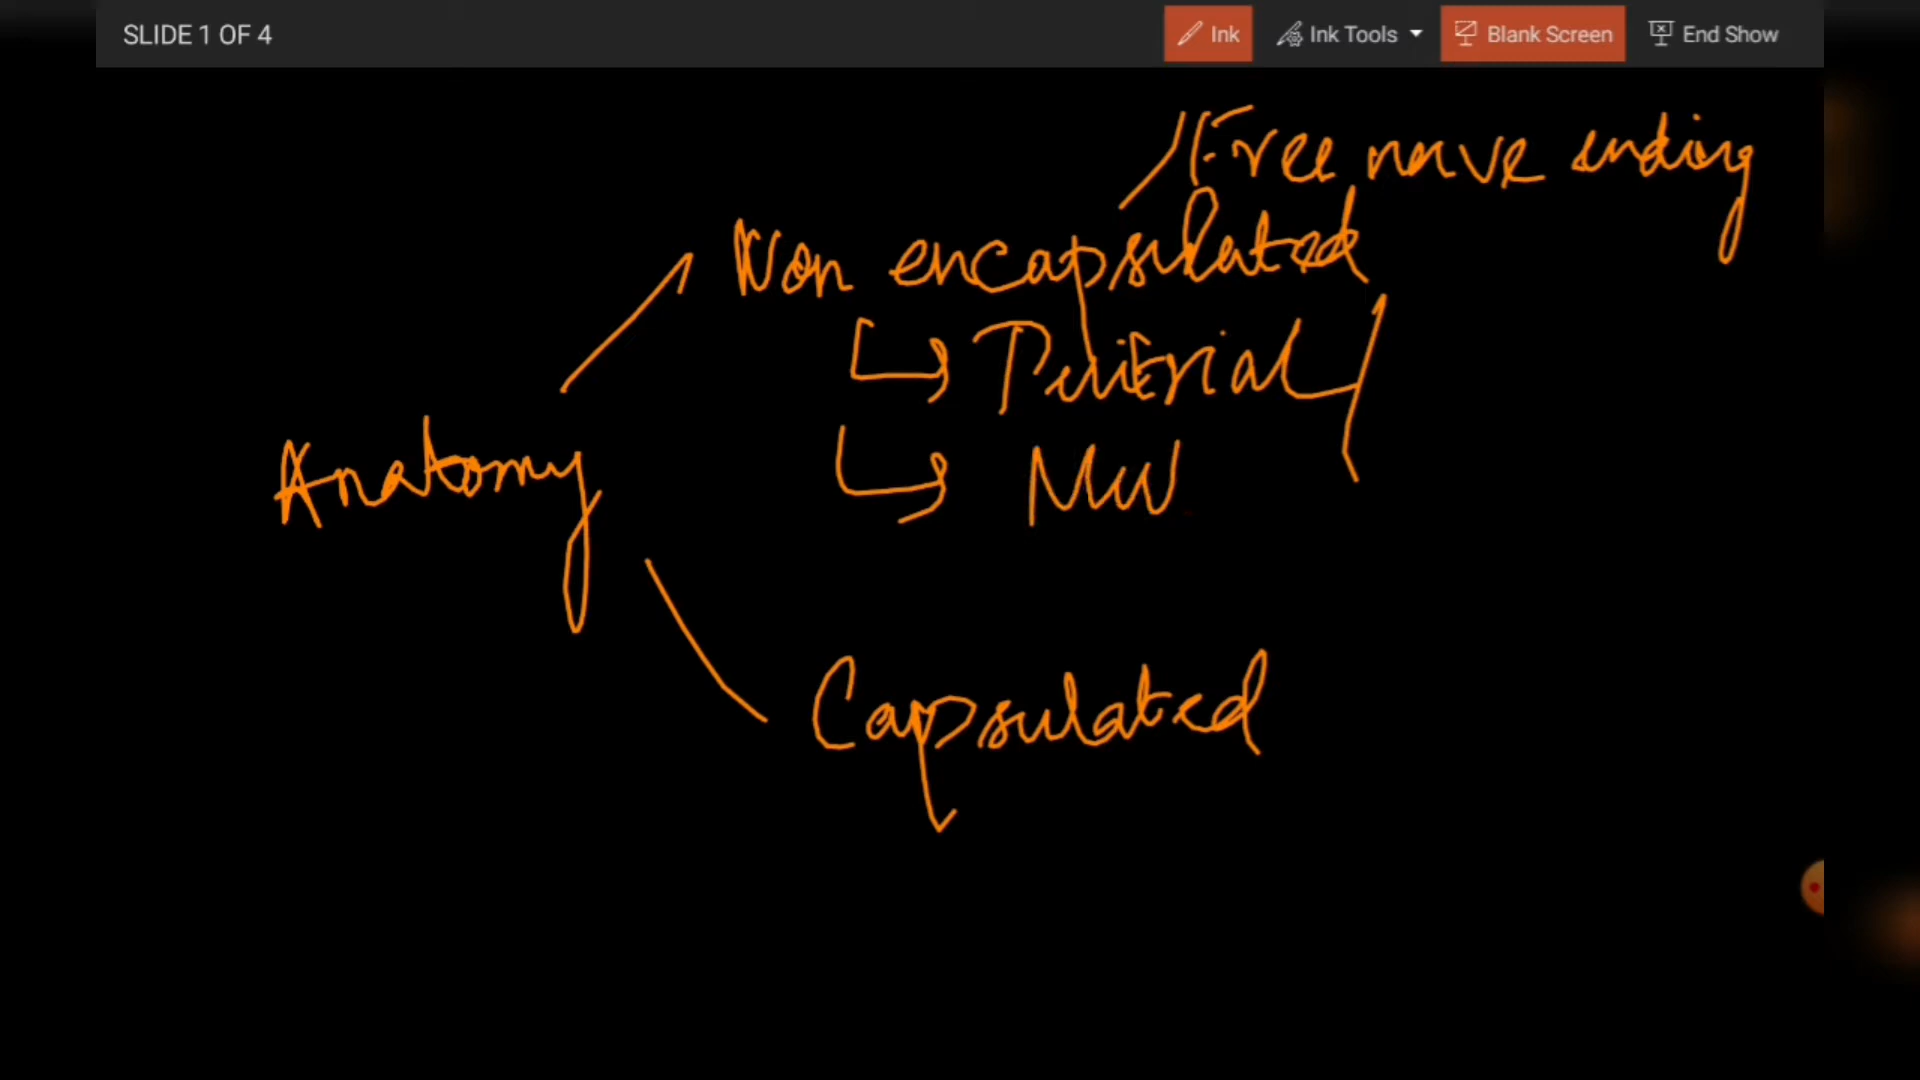 SLIDE 1 OF 4
Ink
Ink Tools
Blank Screen
End Show
Free nerve ending
Non encapsulated
Anatomy
Capsulated